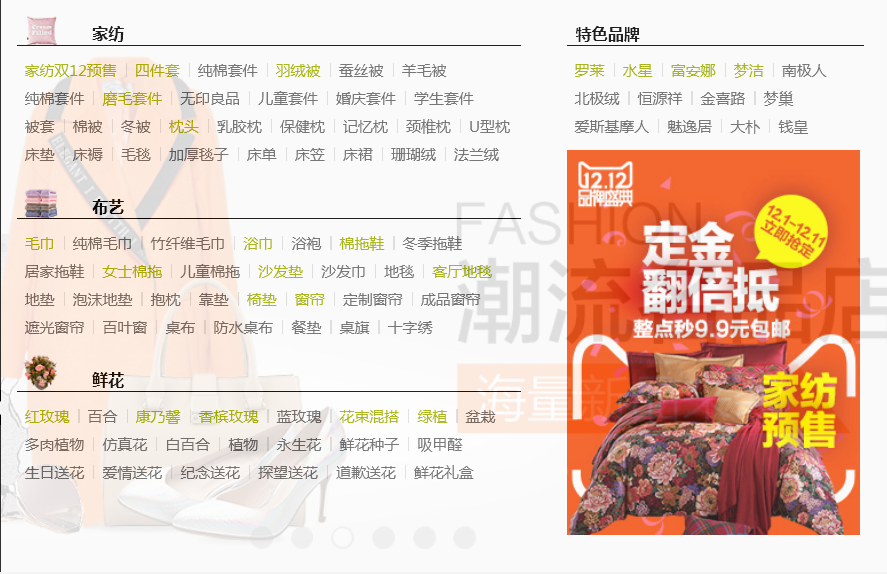 家纺
家纺双12预售 四件套 纯棉套件 羽绒被 蚕丝被 羊毛被
纯棉套件 磨毛套件 无印良品 儿童套件 婚庆套件 学生套件
被套 棉被 冬被 枕头 乳胶枕 保健枕 记忆枕 颈椎枕 U型枕
床垫 床褥 毛毯 加厚毯子 床单 床笠 床裙 珊瑚绒 法兰绒
布艺
毛巾 纯棉毛巾 竹纤维毛巾 浴巾 浴袍 棉拖鞋 冬季拖鞋
居家拖鞋 女士棉拖 儿童棉拖 沙发垫 沙发巾 地毯 客厅地毯
地垫 泡沫地垫 抱枕 靠垫 椅垫 窗帘 定制窗帘 成品窗帘
遮光窗帘 百叶窗 桌布 防水桌布 餐垫 桌旗 十字绣
鲜花
红玫瑰 百合 康乃馨 香槟玫瑰 蓝玫瑰 花束混搭 绿植 盆栽
多肉植物 仿真花 白百合 植物 永生花 鲜花种子 吸甲醛
生日送花 爱情送花 纪念送花 探望送花 道歉送花 鲜花礼盒
特色品牌
罗莱 水星 富安娜 梦洁 南极人
北极绒 恒源祥 金喜路 梦巢
爱斯基摩人 魅逸居 大朴 钱皇
12.12
品牌盛典
12.1~12.11
立即抢定
定金
翻倍抵
整点秒9.9元包邮
家纺
预售
FASHION
潮流
店
海量新